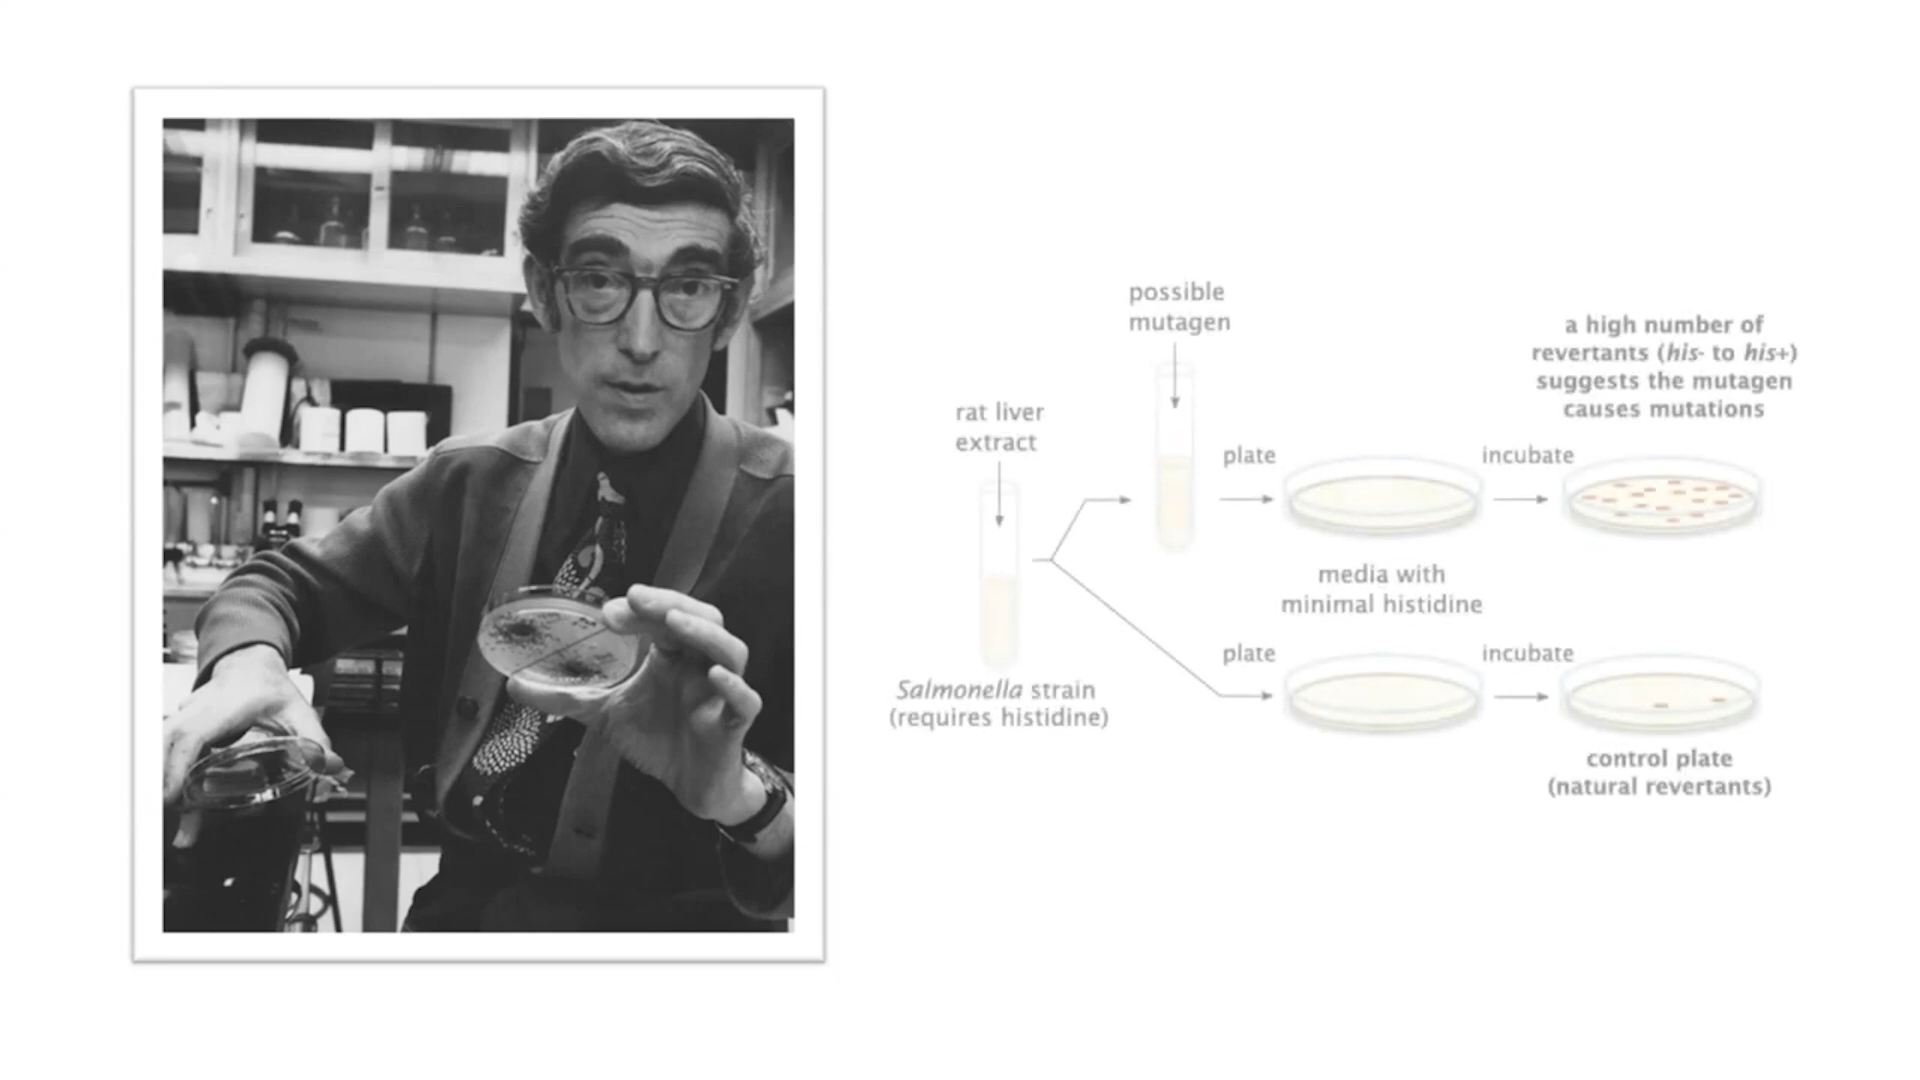 possible
mutagen
rat liver
extract
Salmonella strain
(requires histidine)
plate
incubate
a high number of
revertants (his- to his+)
suggests the mutagen
causes mutations
media with
minimal histidine
plate
incubate
control plate
(natural revertants)